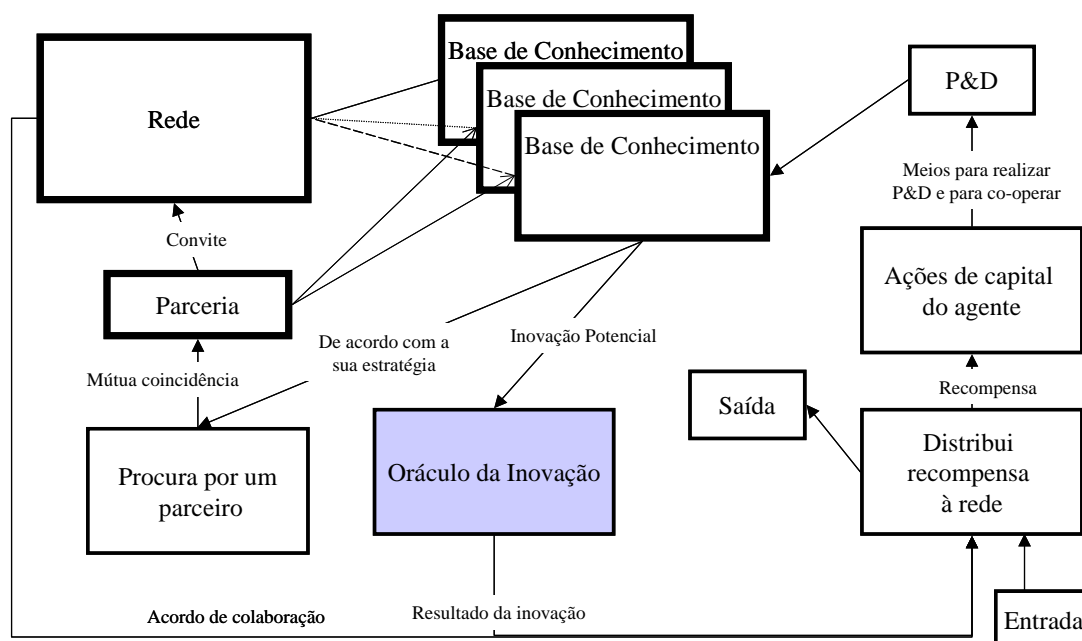 Base de Conhecimento
Base de Conhecimento
Base de Conhecimento
Rede
P&D
Meios para realizar
P&D e para co-operar
Convite
Parceria
Ações de capital
do agente
De acordo com a
sua estratégia
Inovação Potencial
Mútua coincidência
Recompensa
Saída
Procura por um
parceiro
Oráculo da Inovação
Distribui
recompensa
à rede
Acordo de colaboração
Resultado da inovação
Entrada